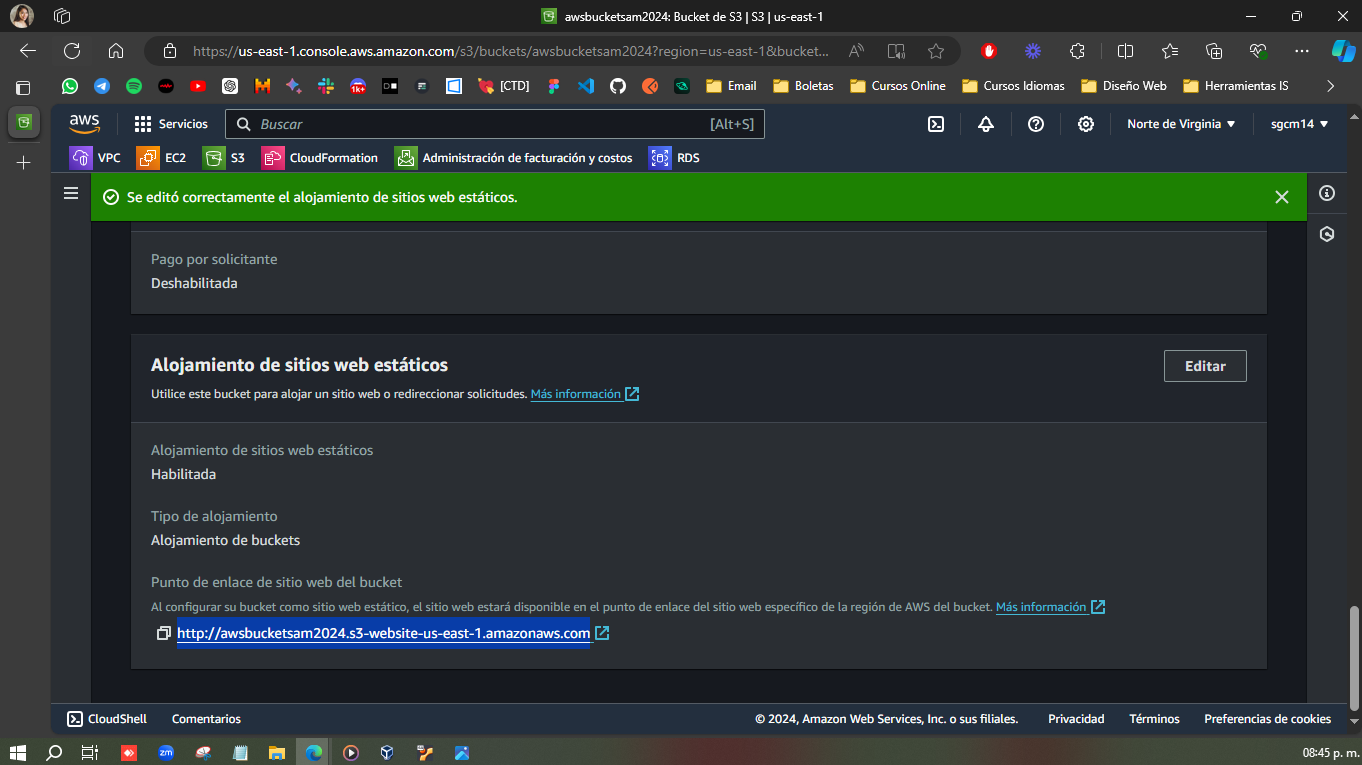 awsbucketsam2024: Bucket de S3 | S3 | us-east-1
https://us-east-1.console.aws.amazon.com/s3/buckets/awsbucketsam2024?region=us-east-1&bucket...
1k+
[CTD]
Email
Boletas
Cursos Online
Cursos Idiomas
Diseño Web
Herramientas IS
aws
Servicios
Buscar
[Alt+S]
Norte de Virginia
sgcm14
VPC
EC2
S3
CloudFormation
Administración de facturación y costos
RDS
Se editó correctamente el alojamiento de sitios web estáticos.
Pago por solicitante
Deshabilitada
Alojamiento de sitios web estáticos
Editar
Utilice este bucket para alojar un sitio web o redireccionar solicitudes. Más información
Alojamiento de sitios web estáticos
Habilitada
Tipo de alojamiento
Alojamiento de buckets
Punto de enlace de sitio web del bucket
Al configurar su bucket como sitio web estático, el sitio web estará disponible en el punto de enlace del sitio web específico de la región de AWS del bucket. Más información
http://awsbucketsam2024.s3-website-us-east-1.amazonaws.com
CloudShell
Comentarios
© 2024, Amazon Web Services, Inc. o sus filiales.
Privacidad
Términos
Preferencias de cookies
zm
08:45 p. m.